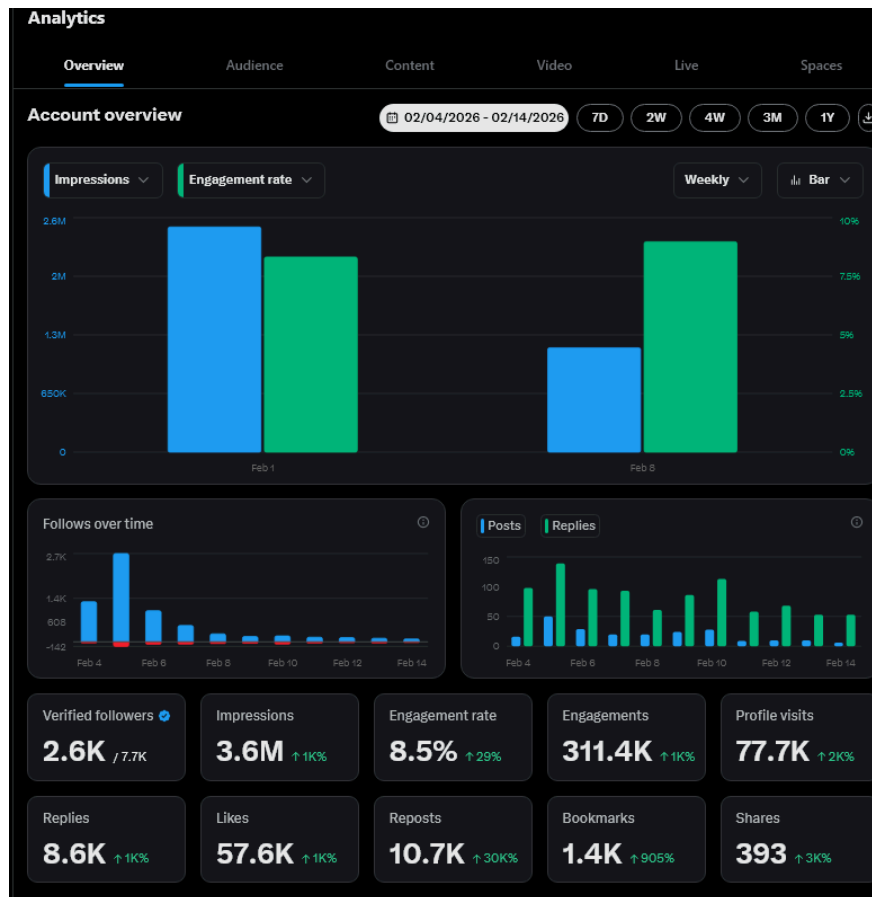 Analytics
Overview Audience Content Video Live Spaces
Account overview
02/04/2026 - 02/14/2026 7D 2W 4W 3M 1Y
Impressions Engagement rate Weekly Bar
2.6M 10%
2M 7.5%
1.3M 5%
650K 2.5%
0 0%
Feb 1 Feb 8
Follows over time
2.7K
1.4K
608
-142
Feb 4 Feb 6 Feb 8 Feb 10 Feb 12 Feb 14
Posts Replies
150
100
50
0
Feb 4 Feb 6 Feb 8 Feb 10 Feb 12 Feb 14
Verified followers
2.6K / 7.7K
Impressions
3.6M ↑1K%
Engagement rate
8.5% ↑29%
Engagements
311.4K ↑1K%
Profile visits
77.7K ↑2K%
Replies
8.6K ↑1K%
Likes
57.6K ↑1K%
Reposts
10.7K ↑30K%
Bookmarks
1.4K ↑905%
Shares
393 ↑3K%